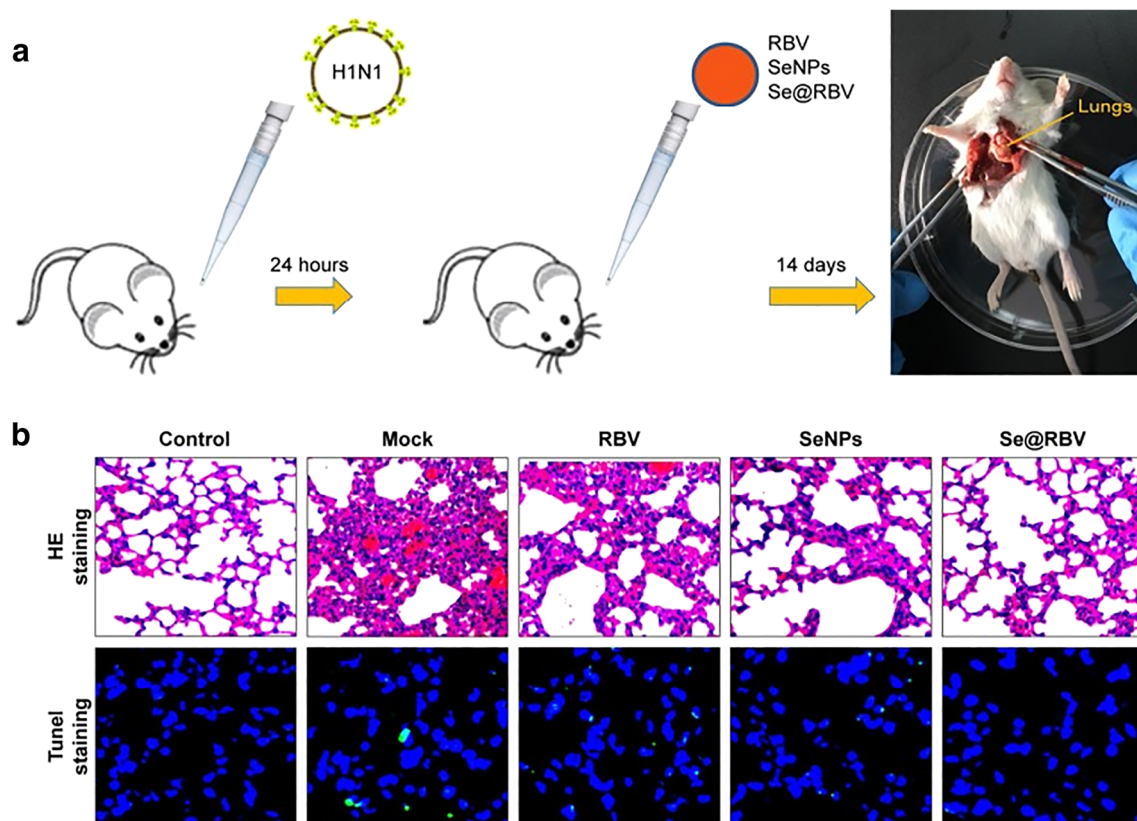 a
H1N1
RBV
SeNPs
Se@RBV
Lungs
24 hours
14 days
b
Control
Mock
RBV
SeNPs
Se@RBV
HE
staining
Tunel
staining